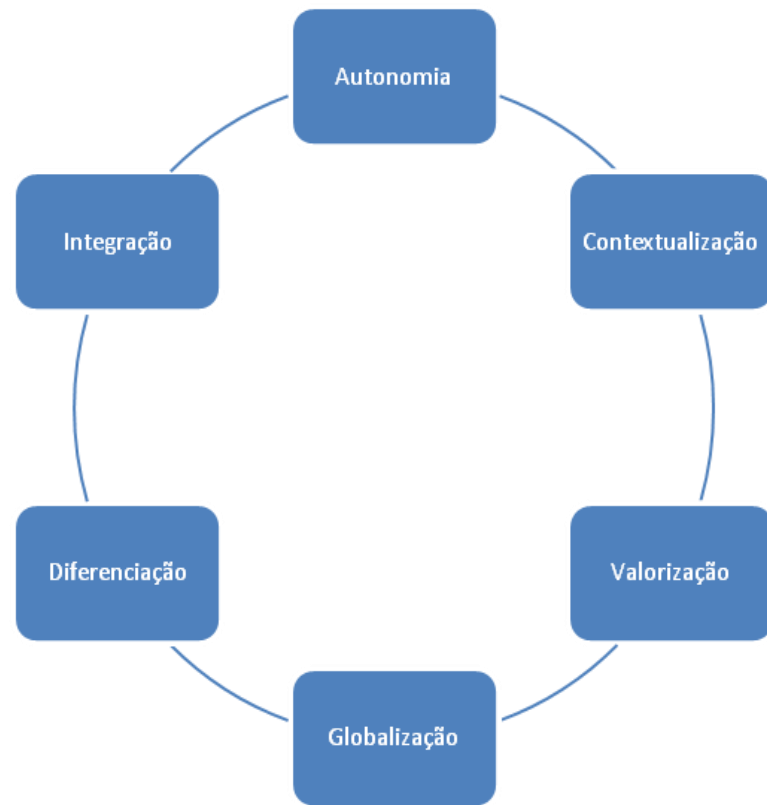 Autonomia
Integração
Contextualização
Diferenciação
Valorização
Globalização